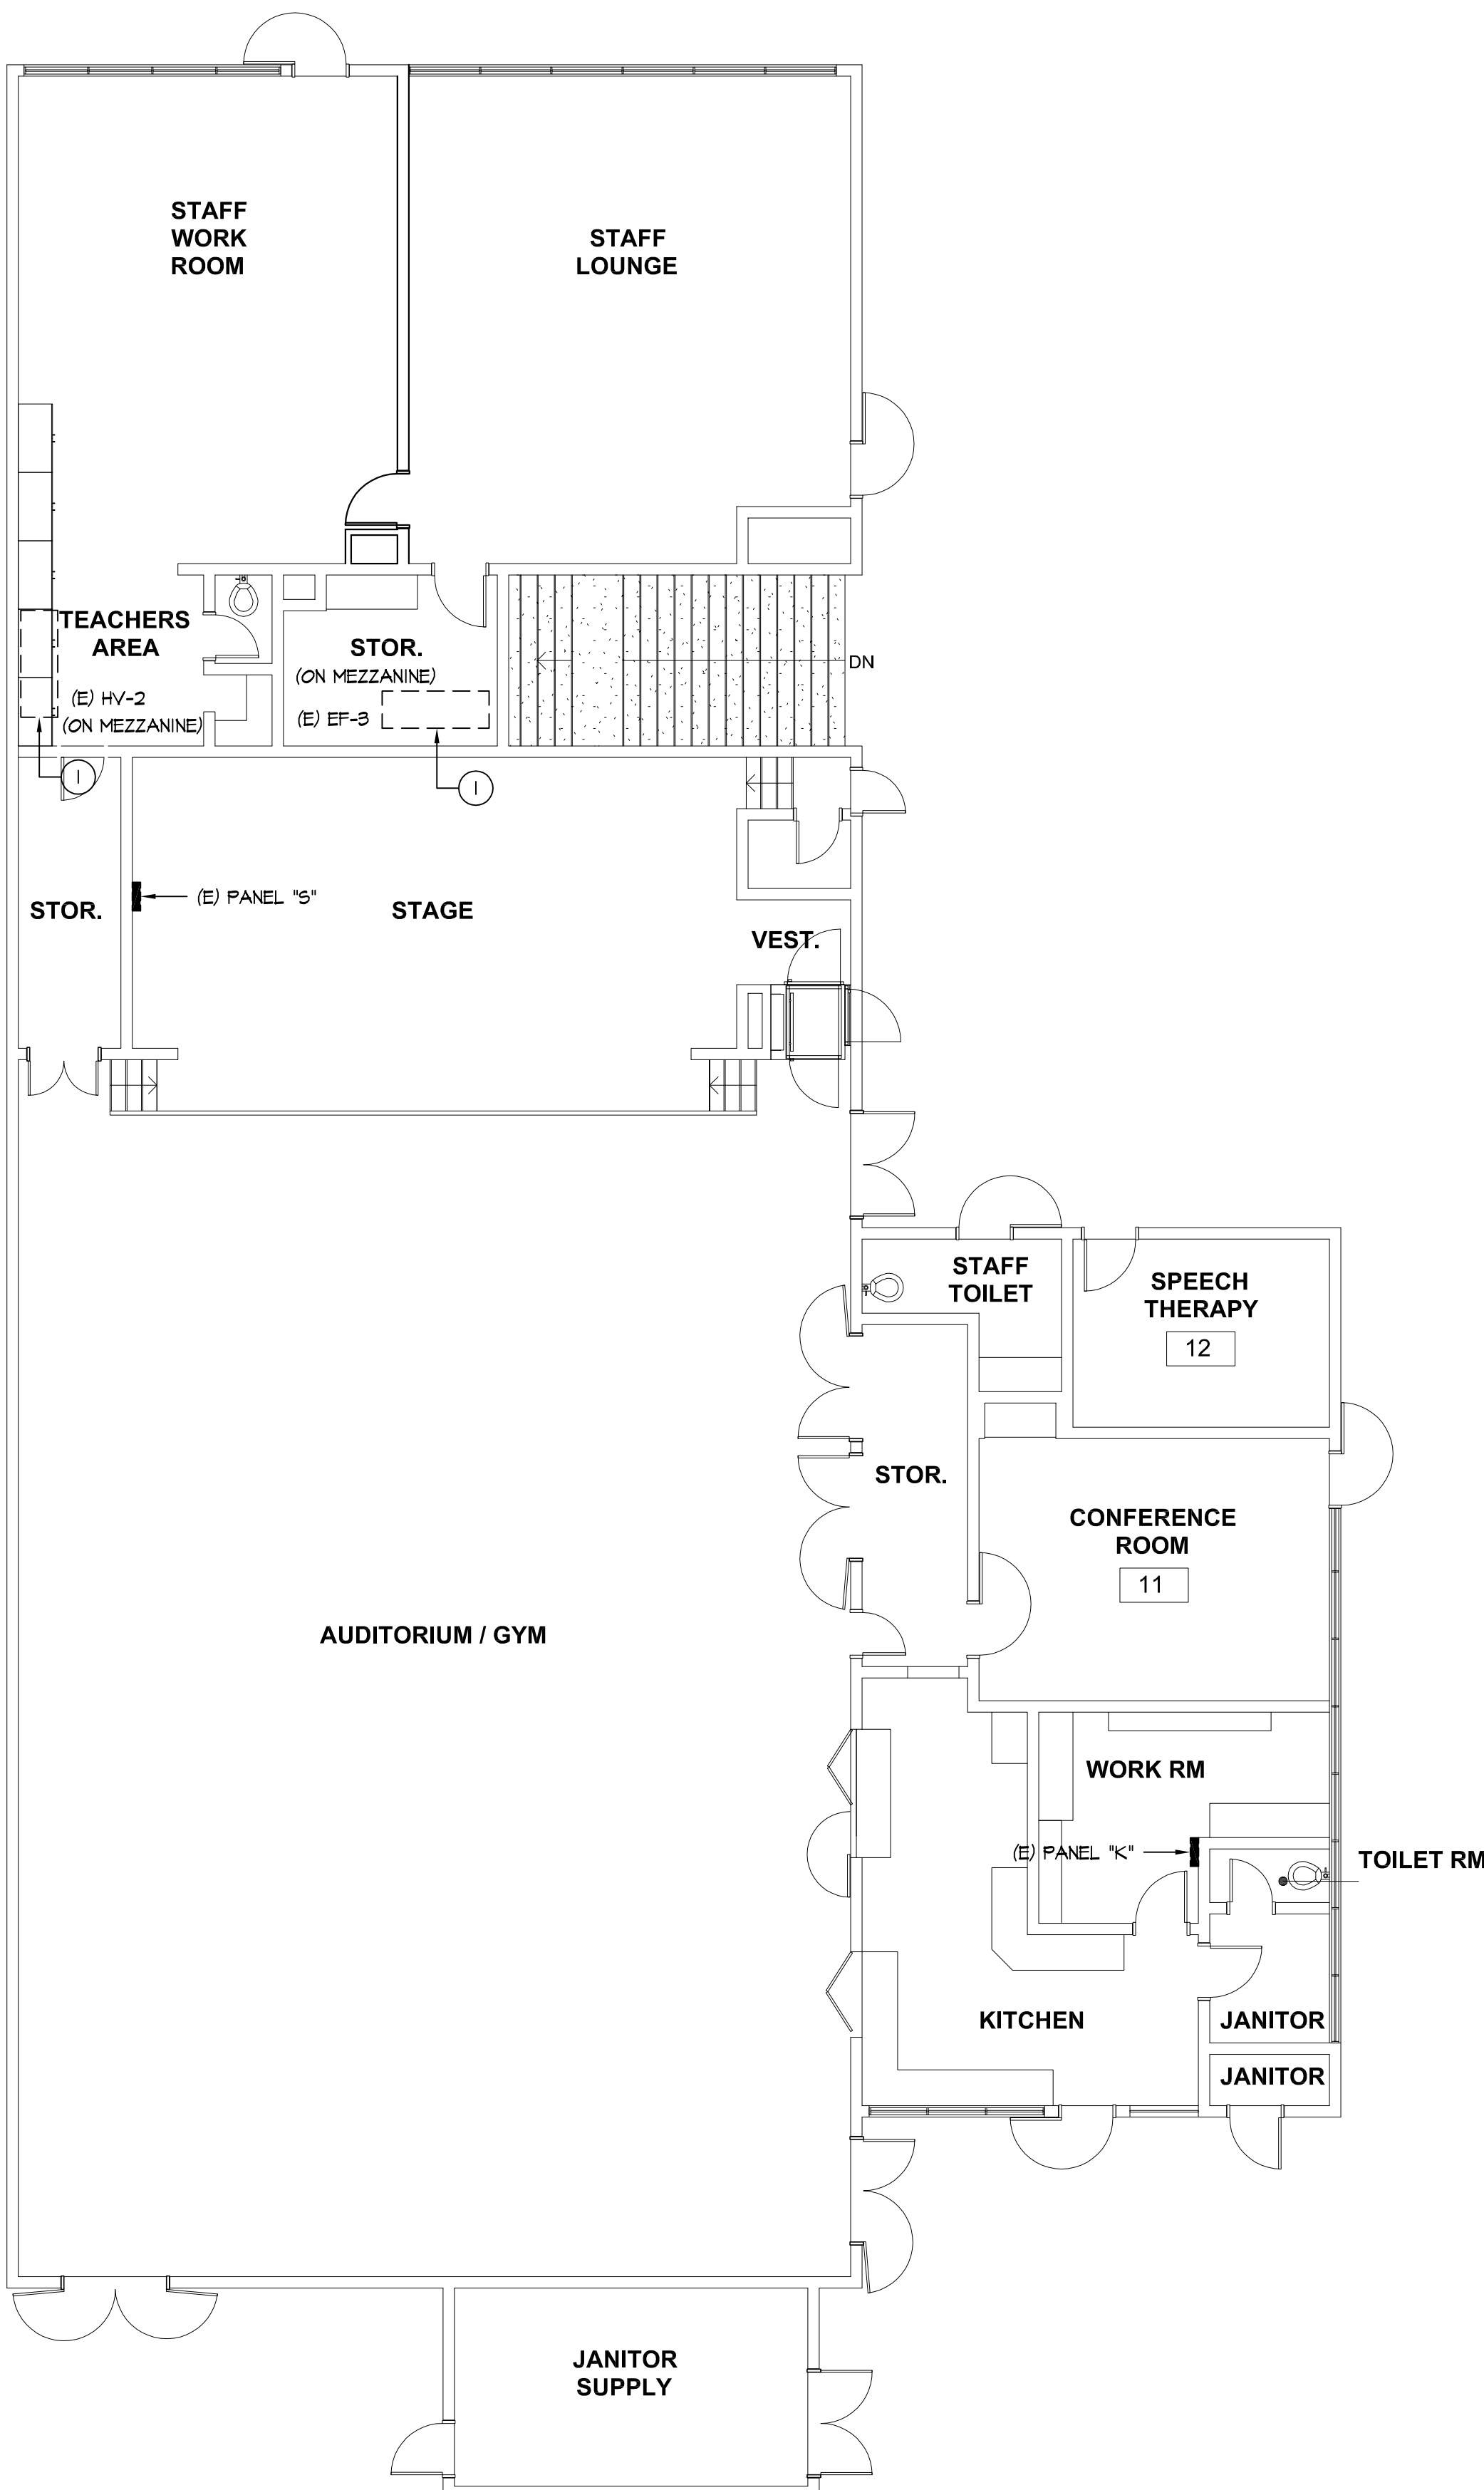 STAFF
WORK
ROOM
STAFF
LOUNGE
TEACHERS
AREA
(E) HV-2
(ON MEZZANINE)
STOR.
(ON MEZZANINE)
(E) EF-3
DN
1
1
STOR.
(E) PANEL "S"
STAGE
VEST.
STAFF
TOILET
SPEECH
THERAPY
12
STOR.
CONFERENCE
ROOM
11
AUDITORIUM / GYM
WORK RM
(E) PANEL "K"
TOILET RM
KITCHEN
JANITOR
JANITOR
JANITOR
SUPPLY